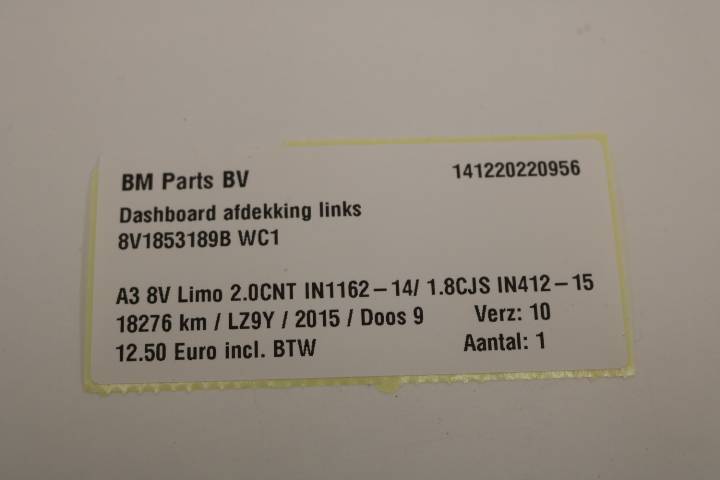 BM Parts BV 141220220956
Dashboard afdekking links
8V1853189B WC1
A3 8V Limo 2.0CNT IN1162-14/ 1.8CJS IN412-15
18276 km / LZ9Y / 2015 / Doos 9 Verz: 10
12.50 Euro incl. BTW Aantal: 1